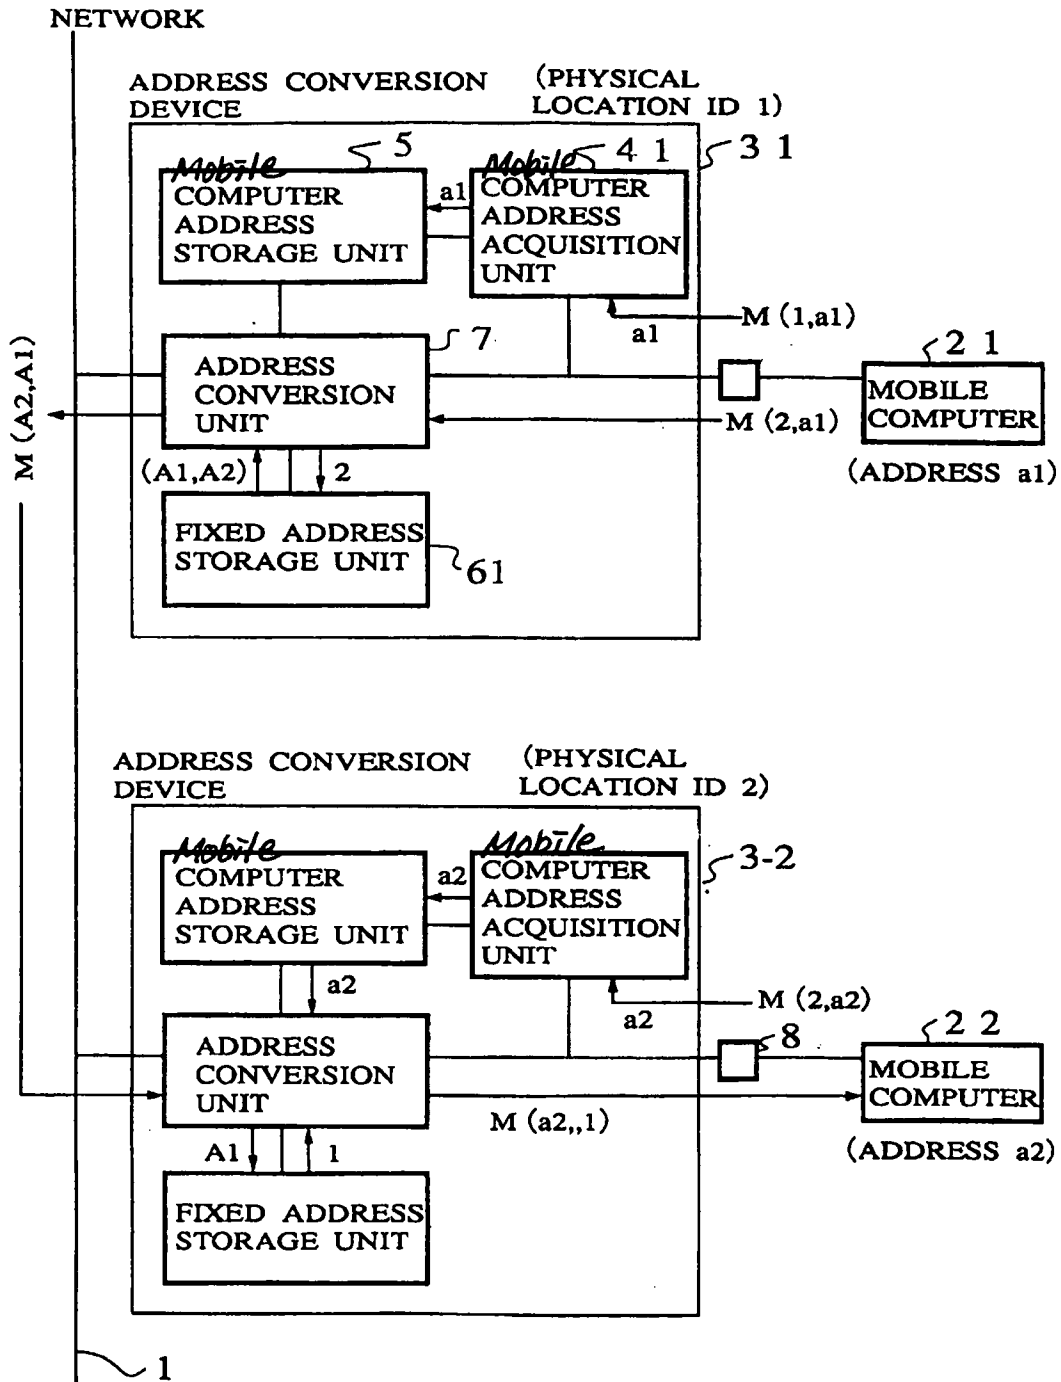 NETWORK
ADDRESS CONVERSION
DEVICE
(PHYSICAL
LOCATION ID 1)
3 1
5
4 1
Mobile
COMPUTER
ADDRESS
STORAGE UNIT
a1
Mobile
COMPUTER
ADDRESS
ACQUISITION
UNIT
a1
M (1,a1)
7
ADDRESS
CONVERSION
UNIT
2 1
MOBILE
COMPUTER
(ADDRESS a1)
M (2,a1)
M (A2,A1)
(A1,A2)
2
FIXED ADDRESS
STORAGE UNIT
61
ADDRESS CONVERSION
DEVICE
(PHYSICAL
LOCATION ID 2)
3-2
Mobile
COMPUTER
ADDRESS
STORAGE UNIT
a2
Mobile
COMPUTER
ADDRESS
ACQUISITION
UNIT
a2
a2
M (2,a2)
8
2 2
ADDRESS
CONVERSION
UNIT
MOBILE
COMPUTER
(ADDRESS a2)
M (a2,,1)
A1
1
FIXED ADDRESS
STORAGE UNIT
1